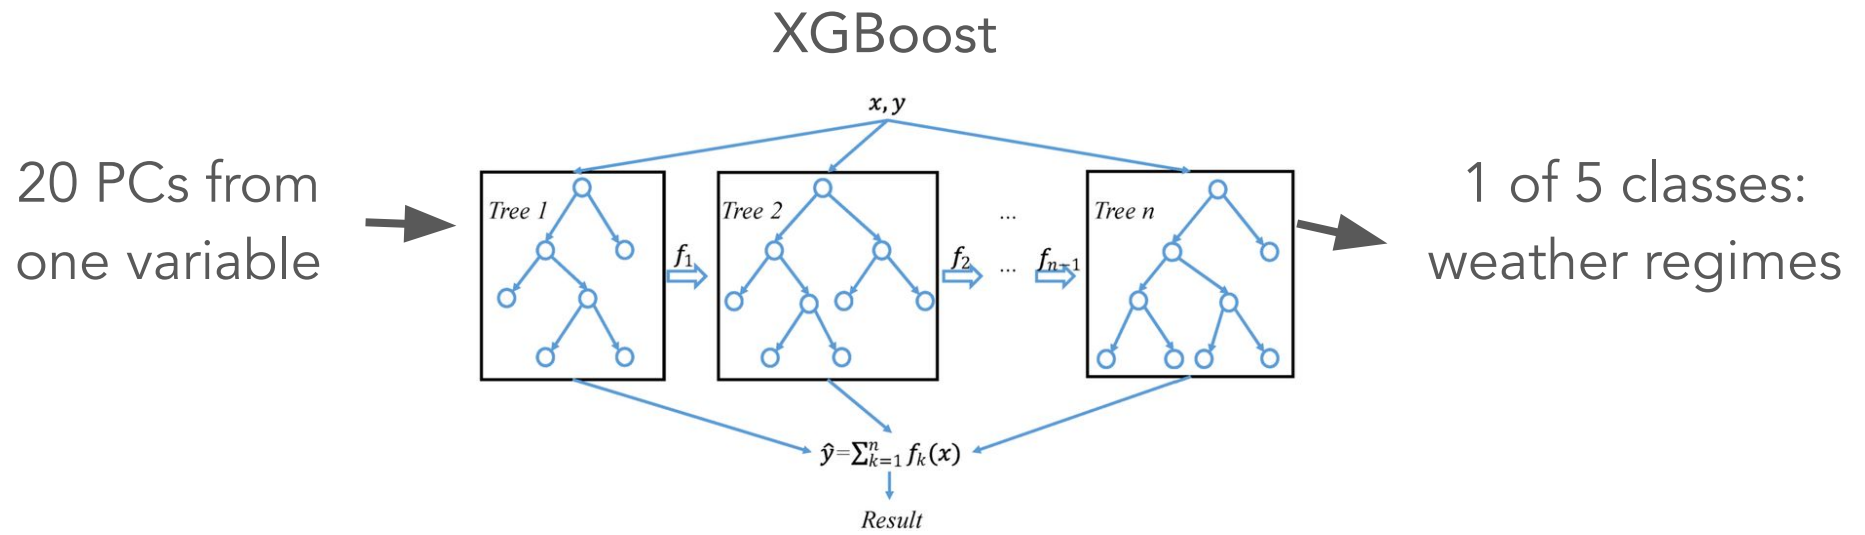 XGBoost
x, y
20 PCs from
one variable
Tree 1
f₁
Tree 2
f₂
...
...
fₙ₋₁
Tree n
1 of 5 classes:
weather regimes
ŷ=∑ⁿₖ₌₁ fₖ(x)
Result